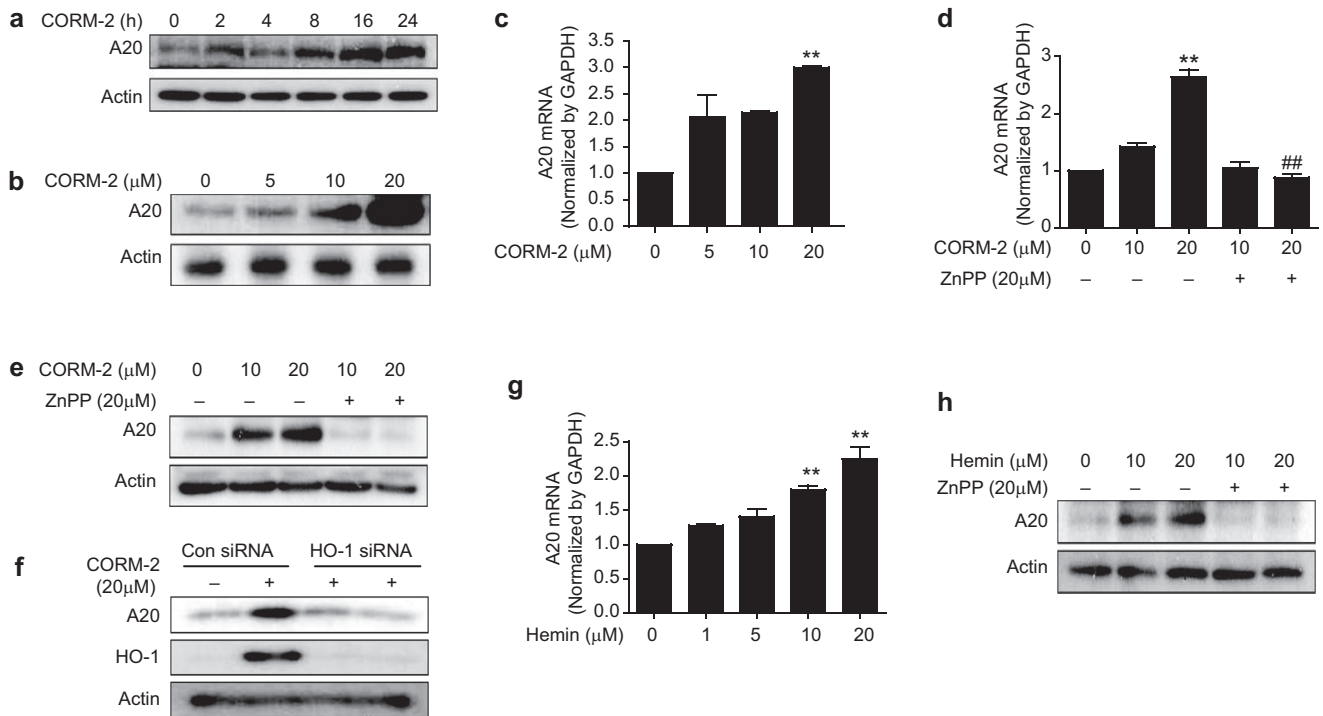 a
CORM-2 (h) 0 2 4 8 16 24
A20
Actin
b
CORM-2 (μM) 0 5 10 20
A20
Actin
c
A20 mRNA
(Normalized by GAPDH)
3.5
3.0
2.5
2.0
1.5
1.0
0.5
0.0
**
CORM-2 (μM) 0 5 10 20
d
A20 mRNA
(Normalized by GAPDH)
3
2
1
0
**
##
CORM-2 (μM) 0 10 20 10 20
ZnPP (20μM) – – – + +
e
CORM-2 (μM) 0 10 20 10 20
ZnPP (20μM) – – – + +
A20
Actin
f
Con siRNA HO-1 siRNA
CORM-2
(20μM) – + + +
A20
HO-1
Actin
g
A20 mRNA
(Normalized by GAPDH)
2.5
2.0
1.5
1.0
0.5
0.0
**
**
Hemin (μM) 0 1 5 10 20
h
Hemin (μM) 0 10 20 10 20
ZnPP (20μM) – – – + +
A20
Actin